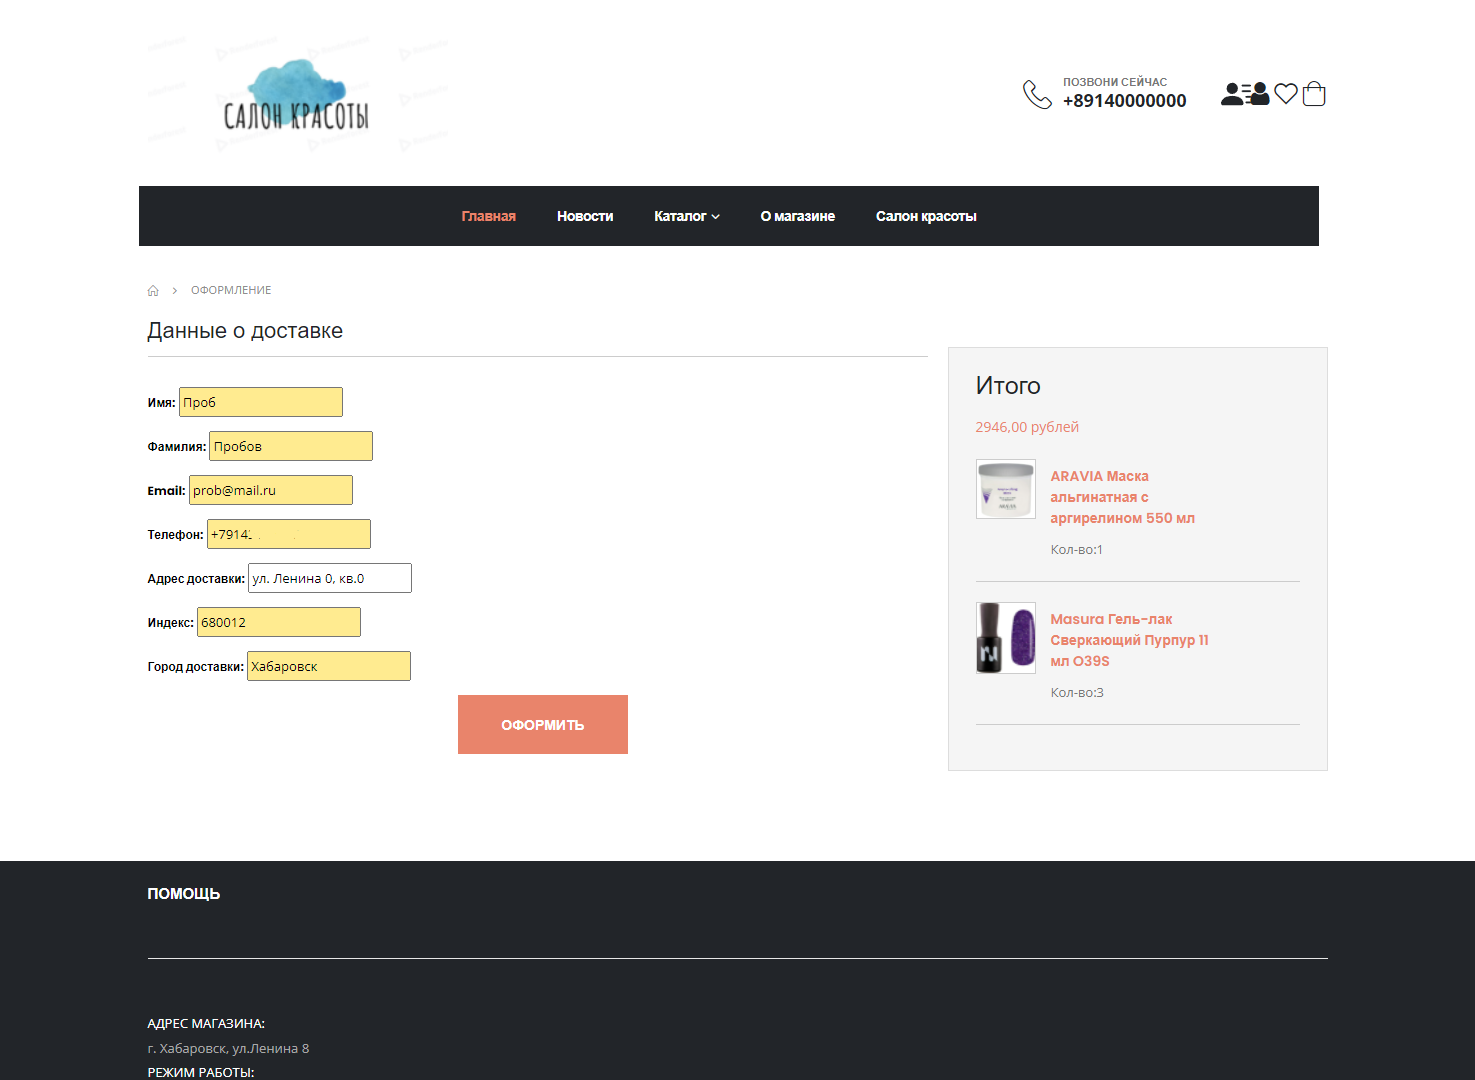 САЛОН КРАСОТЫ
ПОЗВОНИ СЕЙЧАС
+89140000000
Главная Новости Каталог О магазине Салон красоты
ОФОРМЛЕНИЕ
Данные о доставке
Имя: Проб
Фамилия: Пробов
Email: prob@mail.ru
Телефон: +7914
Адрес доставки: ул. Ленина 0, кв.0
Индекс: 680012
Город доставки: Хабаровск
ОФОРМИТЬ
Итого
2946,00 рублей
ARAVIA Маска
альгинатная с
аргирелином 550 мл
Кол-во:1
Masura Гель-лак
Сверкающий Пурпур 11
мл O39S
Кол-во:3
ПОМОЩЬ
АДРЕС МАГАЗИНА:
г. Хабаровск, ул.Ленина 8
РЕЖИМ РАБОТЫ: